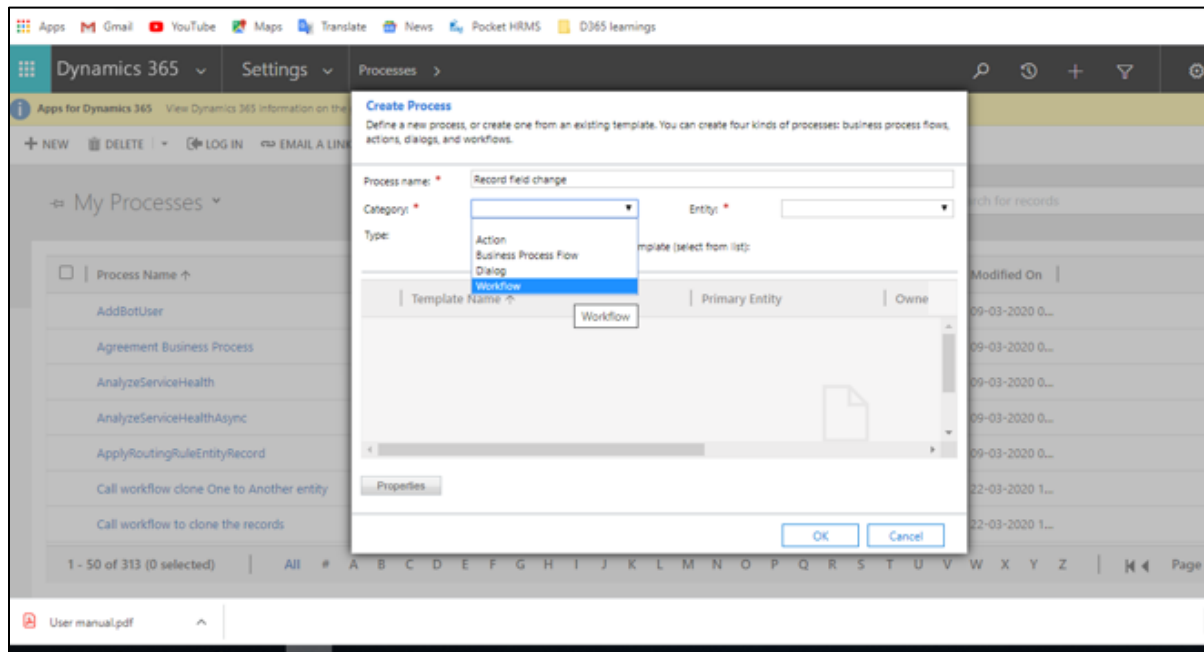 Apps Gmail YouTube Maps Translate News Pocket HRMS D365 learnings
Dynamics 365 Settings Processes
Apps for Dynamics 365 View Dynamics 365 information on the
NEW DELETE LOG IN EMAIL A LINK
Create Process
Define a new process, or create one from an existing template. You can create four kinds of processes: business process flows,
actions, dialogs, and workflows.
Process name: * Record field change
My Processes
Category: * Entity: *
rch for records
Type:
Action
mplate (select from list):
Business Process Flow
Dialog
Workflow
Process Name ↑
Template Name ↑ Primary Entity Owne
Modified On
Workflow
AddBotUser 09-03-2020 0...
Agreement Business Process 09-03-2020 0...
AnalyzeServiceHealth 09-03-2020 0...
AnalyzeServiceHealthAsync 09-03-2020 0...
ApplyRoutingRuleEntityRecord 09-03-2020 0...
Properties
Call workflow clone One to Another entity 22-03-2020 1...
Call workflow to clone the records 22-03-2020 1...
OK Cancel
1 - 50 of 313 (0 selected) All # A B C D E F G H I J K L M N O P Q R S T U V W X Y Z Page
User manual.pdf